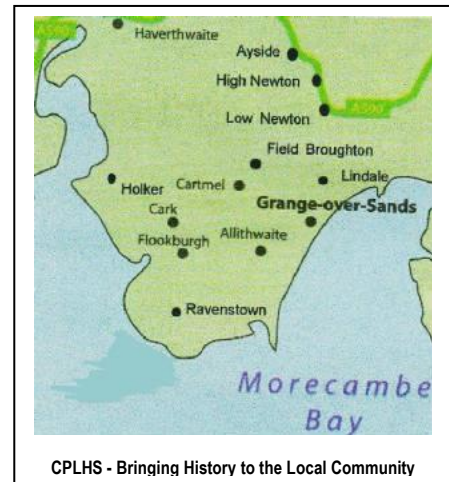 A590
Haverthwaite
Ayside
High Newton
A590
Low Newton
Field Broughton
Holker
Cartmel
Lindale
Cark
Grange-over-Sands
Flookburgh
Allithwaite
Ravenstown
Morecambe
Bay
CPLHS - Bringing History to the Local Community